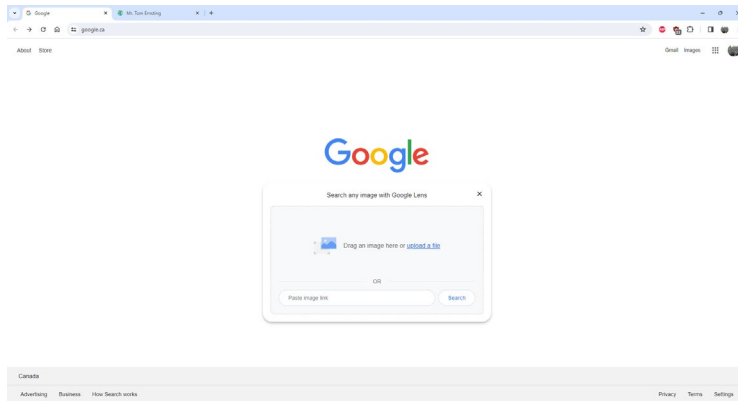 Google
Mr. Tom Ernsting
google.ca
About Store
Gmail Images
Google
Search any image with Google Lens
Drag an image here or upload a file
OR
Paste image link
Search
Canada
Advertising Business How Search works
Privacy Terms Settings